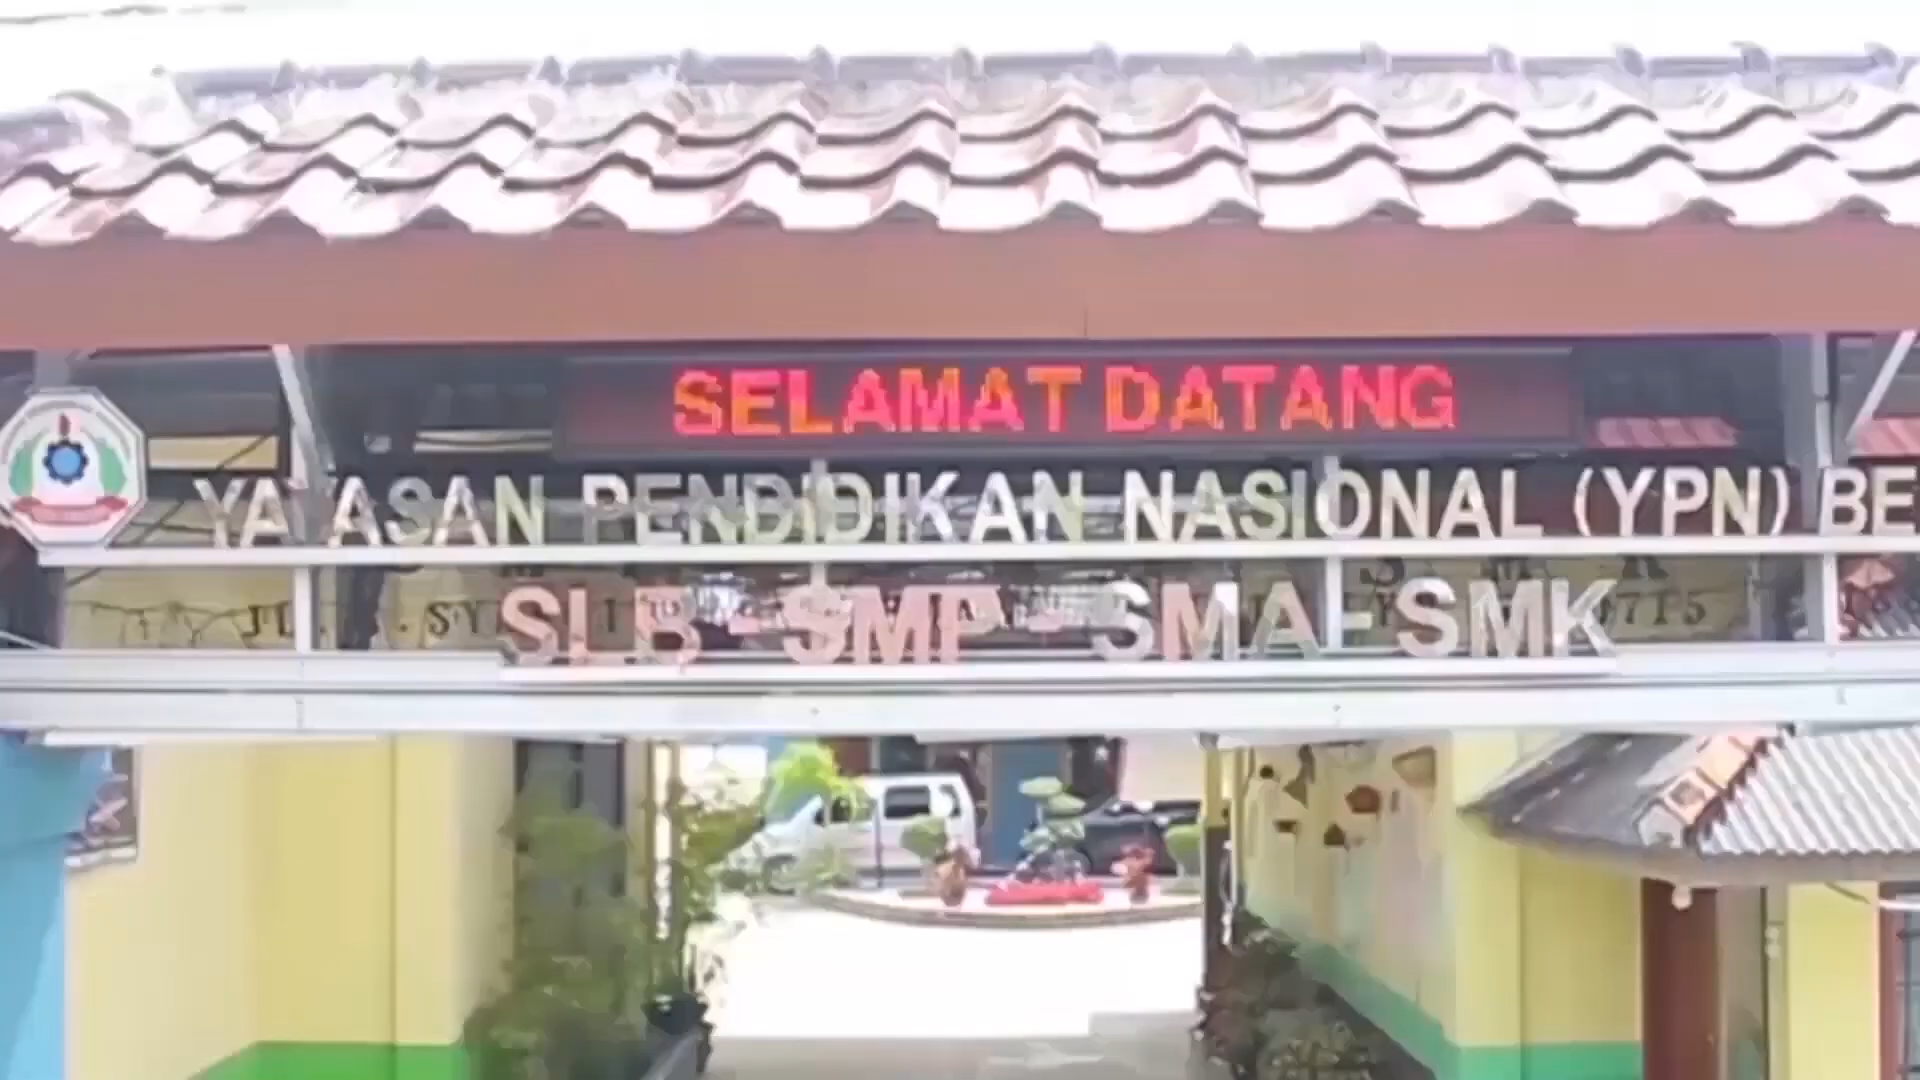 SELAMAT DATANG
YAYASAN PENDIDIKAN NASIONAL (YPN) BE
SLB - SMP - SMA - SMK